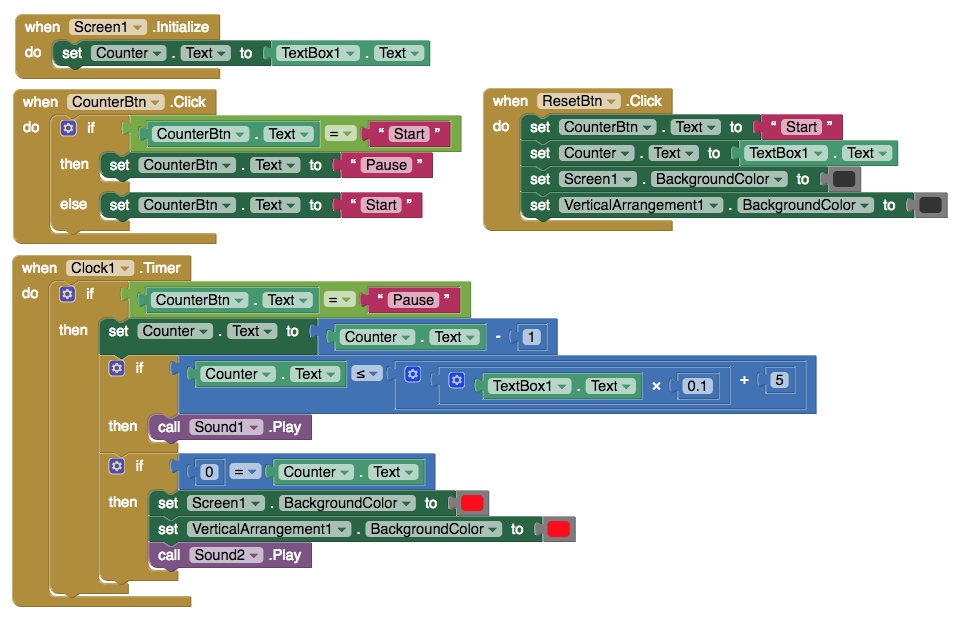 when Screen1 .Initialize
do set Counter . Text to TextBox1 . Text
when CounterBtn .Click
do if CounterBtn . Text = “ Start ”
then set CounterBtn . Text to “ Pause ”
else set CounterBtn . Text to “ Start ”
when ResetBtn .Click
do set CounterBtn . Text to “ Start ”
set Counter . Text to TextBox1 . Text
set Screen1 . BackgroundColor to
set VerticalArrangement1 . BackgroundColor to
when Clock1 .Timer
do if CounterBtn . Text = “ Pause ”
then set Counter . Text to Counter . Text - 1
if Counter . Text ≤ TextBox1 . Text × 0.1 + 5
then call Sound1 .Play
if 0 = Counter . Text
then set Screen1 . BackgroundColor to
set VerticalArrangement1 . BackgroundColor to
call Sound2 .Play